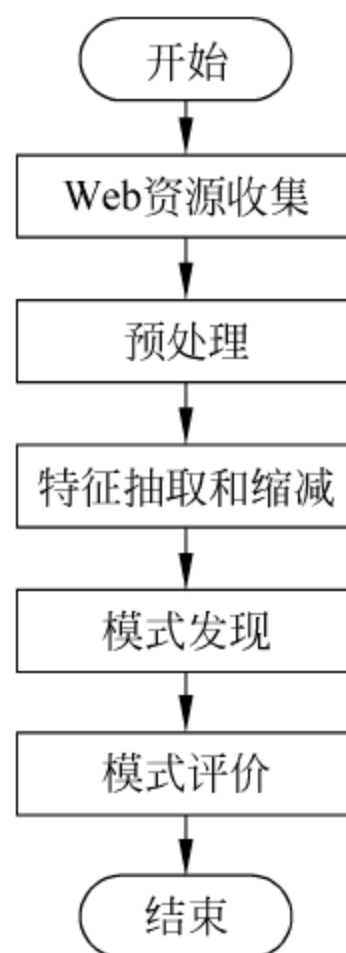 开始
Web资源收集
预处理
特征抽取和缩减
模式发现
模式评价
结束